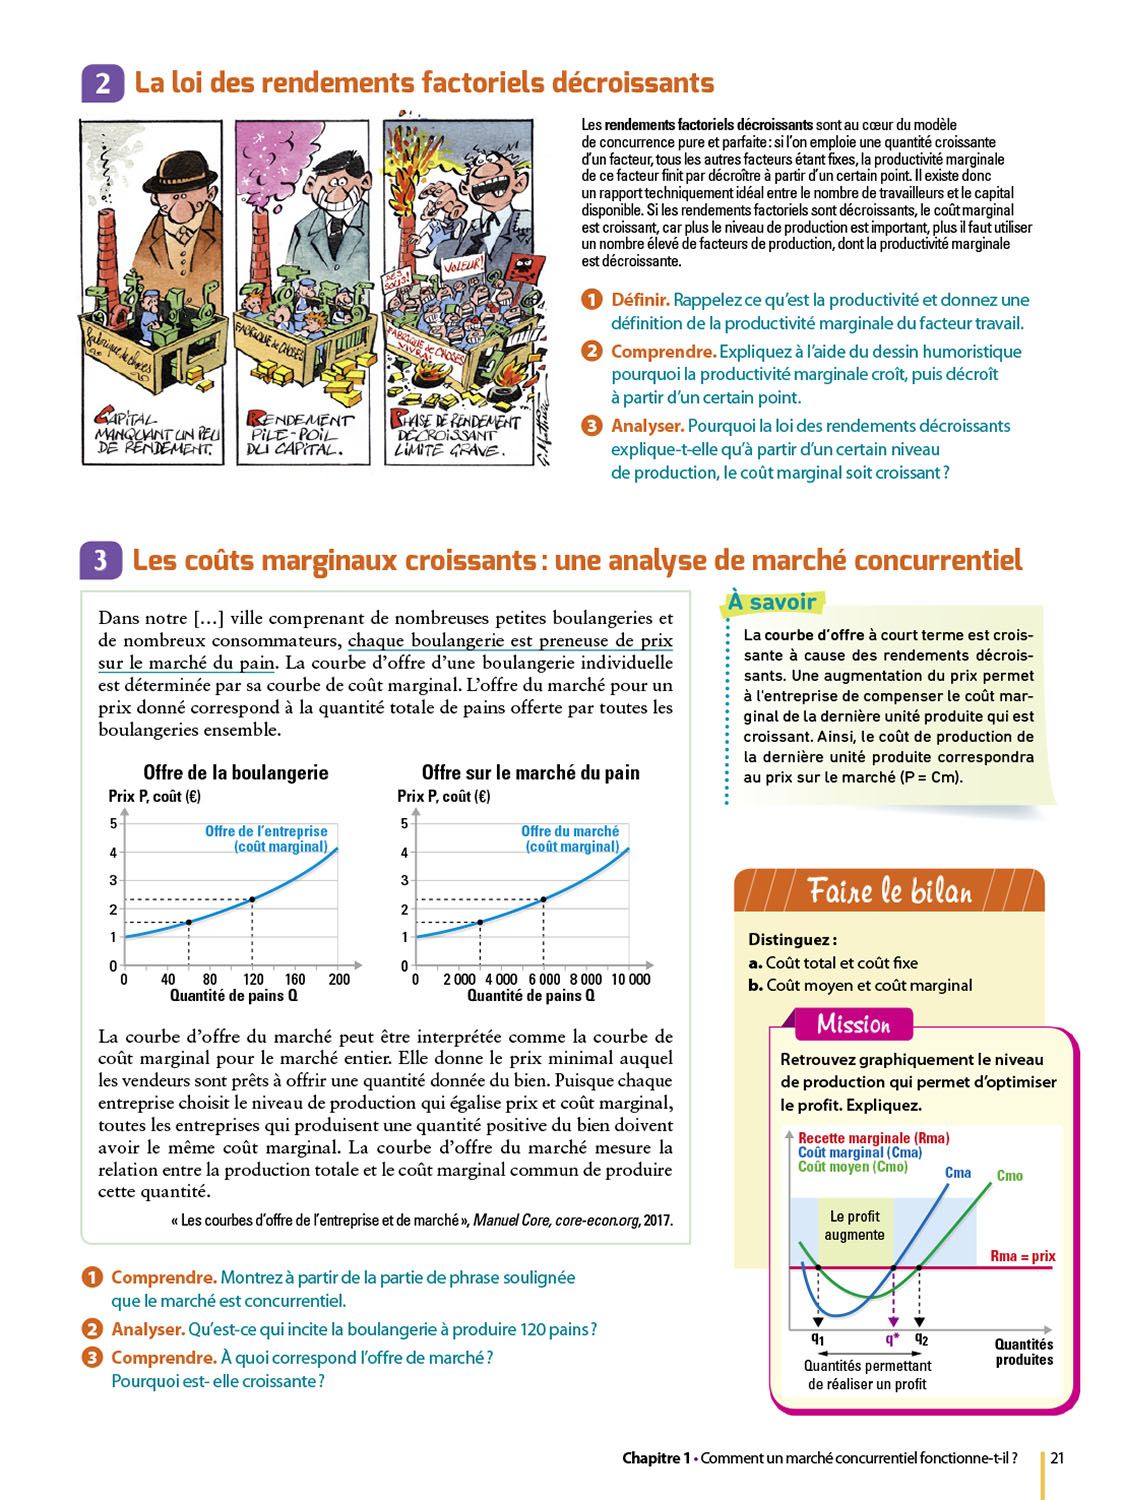 2 La loi des rendements factoriels décroissants
fabrique de choses
CAPITAL
MANQUANT UN PEU
DE RENDEMENT.
FABRIQUE de CHOSES
RENDEMENT
PILE-POIL
DU CAPITAL.
DES SOUS!
VOLEUR!
FABRIQUE de CHOSES
VIVRA!
PHASE DE RENDEMENT
DÉCROISSANT
LIMITE GRAVE.
Les rendements factoriels décroissants sont au cœur du modèle
de concurrence pure et parfaite : si l’on emploie une quantité croissante
d’un facteur, tous les autres facteurs étant fixes, la productivité marginale
de ce facteur finit par décroître à partir d’un certain point. Il existe donc
un rapport techniquement idéal entre le nombre de travailleurs et le capital
disponible. Si les rendements factoriels sont décroissants, le coût marginal
est croissant, car plus le niveau de production est important, plus il faut utiliser
un nombre élevé de facteurs de production, dont la productivité marginale
est décroissante.
1 Définir. Rappelez ce qu’est la productivité et donnez une
définition de la productivité marginale du facteur travail.
2 Comprendre. Expliquez à l’aide du dessin humoristique
pourquoi la productivité marginale croît, puis décroît
à partir d’un certain point.
3 Analyser. Pourquoi la loi des rendements décroissants
explique-t-elle qu’à partir d’un certain niveau
de production, le coût marginal soit croissant ?
3 Les coûts marginaux croissants : une analyse de marché concurrentiel
Dans notre […] ville comprenant de nombreuses petites boulangeries et
de nombreux consommateurs, chaque boulangerie est preneuse de prix
sur le marché du pain. La courbe d’offre d’une boulangerie individuelle
est déterminée par sa courbe de coût marginal. L’offre du marché pour un
prix donné correspond à la quantité totale de pains offerte par toutes les
boulangeries ensemble.
Offre de la boulangerie
Prix P, coût (€)
Offre de l’entreprise
(coût marginal)
5
4
3
2
1
0
0 40 80 120 160 200
Quantité de pains Q
Offre sur le marché du pain
Prix P, coût (€)
Offre du marché
(coût marginal)
5
4
3
2
1
0
0 2 000 4 000 6 000 8 000 10 000
Quantité de pains Q
La courbe d’offre du marché peut être interprétée comme la courbe de
coût marginal pour le marché entier. Elle donne le prix minimal auquel
les vendeurs sont prêts à offrir une quantité donnée du bien. Puisque chaque
entreprise choisit le niveau de production qui égalise prix et coût marginal,
toutes les entreprises qui produisent une quantité positive du bien doivent
avoir le même coût marginal. La courbe d’offre du marché mesure la
relation entre la production totale et le coût marginal commun de produire
cette quantité.
« Les courbes d’offre de l’entreprise et de marché », Manuel Core, core-econ.org, 2017.
1 Comprendre. Montrez à partir de la partie de phrase soulignée
que le marché est concurrentiel.
2 Analyser. Qu’est-ce qui incite la boulangerie à produire 120 pains ?
3 Comprendre. À quoi correspond l’offre de marché ?
Pourquoi est- elle croissante ?
À savoir
La courbe d’offre à court terme est crois-
sante à cause des rendements décrois-
sants. Une augmentation du prix permet
à l’entreprise de compenser le coût mar-
ginal de la dernière unité produite qui est
croissant. Ainsi, le coût de production de
la dernière unité produite correspondra
au prix sur le marché (P = Cm).
Faire le bilan
Distinguez :
a. Coût total et coût fixe
b. Coût moyen et coût marginal
Mission
Retrouvez graphiquement le niveau
de production qui permet d’optimiser
le profit. Expliquez.
Recette marginale (Rma)
Coût marginal (Cma)
Coût moyen (Cmo)
Cma
Cmo
Le profit
augmente
Rma = prix
q1 q* q2
Quantités
produites
Quantités permettant
de réaliser un profit
Chapitre 1 • Comment un marché concurrentiel fonctionne-t-il ? 21